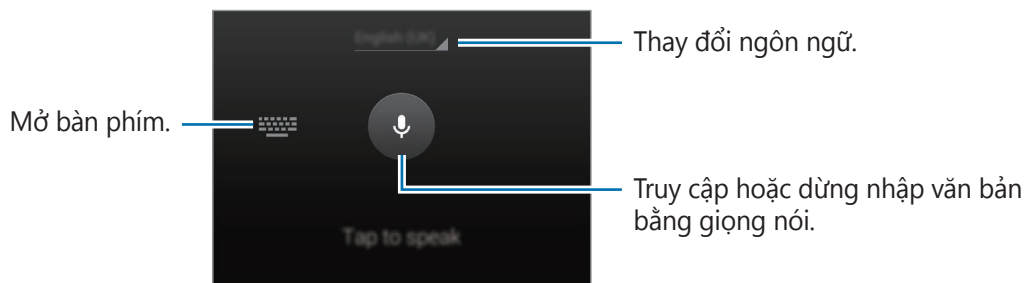 English (UK)
Thay đổi ngôn ngữ.
Mở bàn phím.
Truy cập hoặc dừng nhập văn bản
bằng giọng nói.
Tap to speak